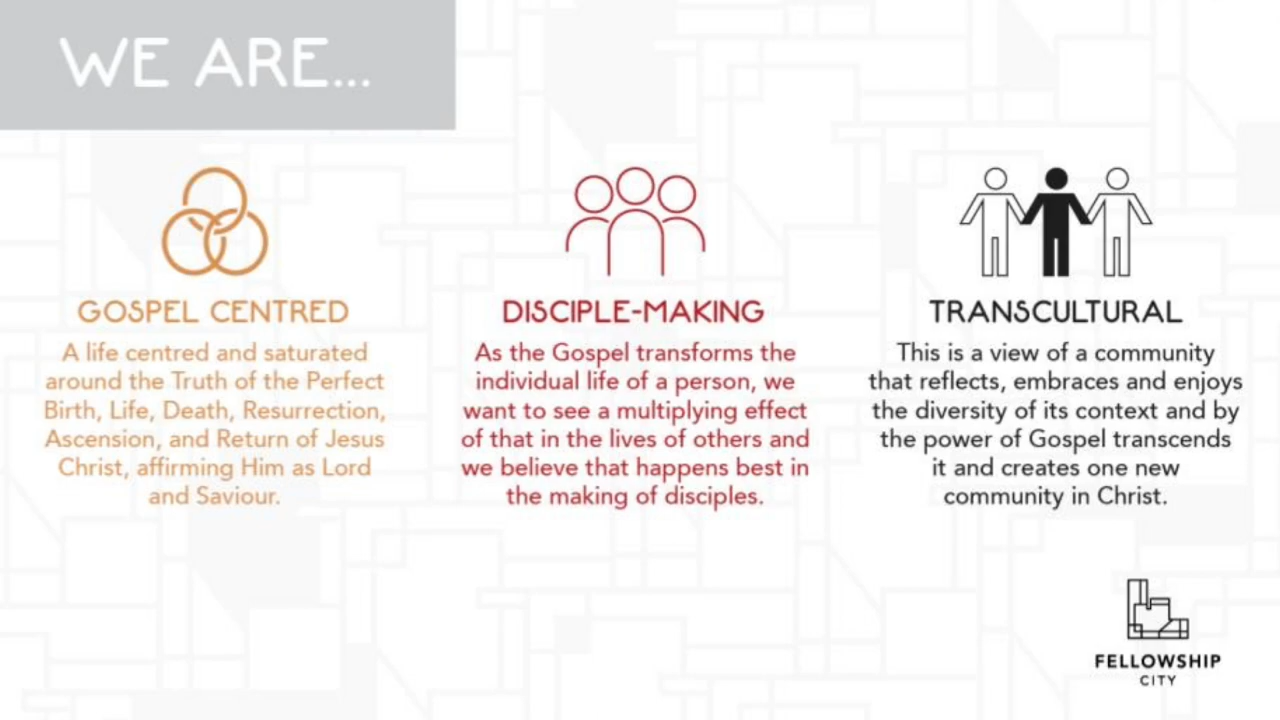 WE ARE...
GOSPEL CENTRED
A life centred and saturated
around the Truth of the Perfect
Birth, Life, Death, Resurrection,
Ascension, and Return of Jesus
Christ, affirming Him as Lord
and Saviour.
DISCIPLE-MAKING
As the Gospel transforms the
individual life of a person, we
want to see a multiplying effect
of that in the lives of others and
we believe that happens best in
the making of disciples.
TRANSCULTURAL
This is a view of a community
that reflects, embraces and enjoys
the diversity of its context and by
the power of Gospel transcends
it and creates one new
community in Christ.
FELLOWSHIP
CITY